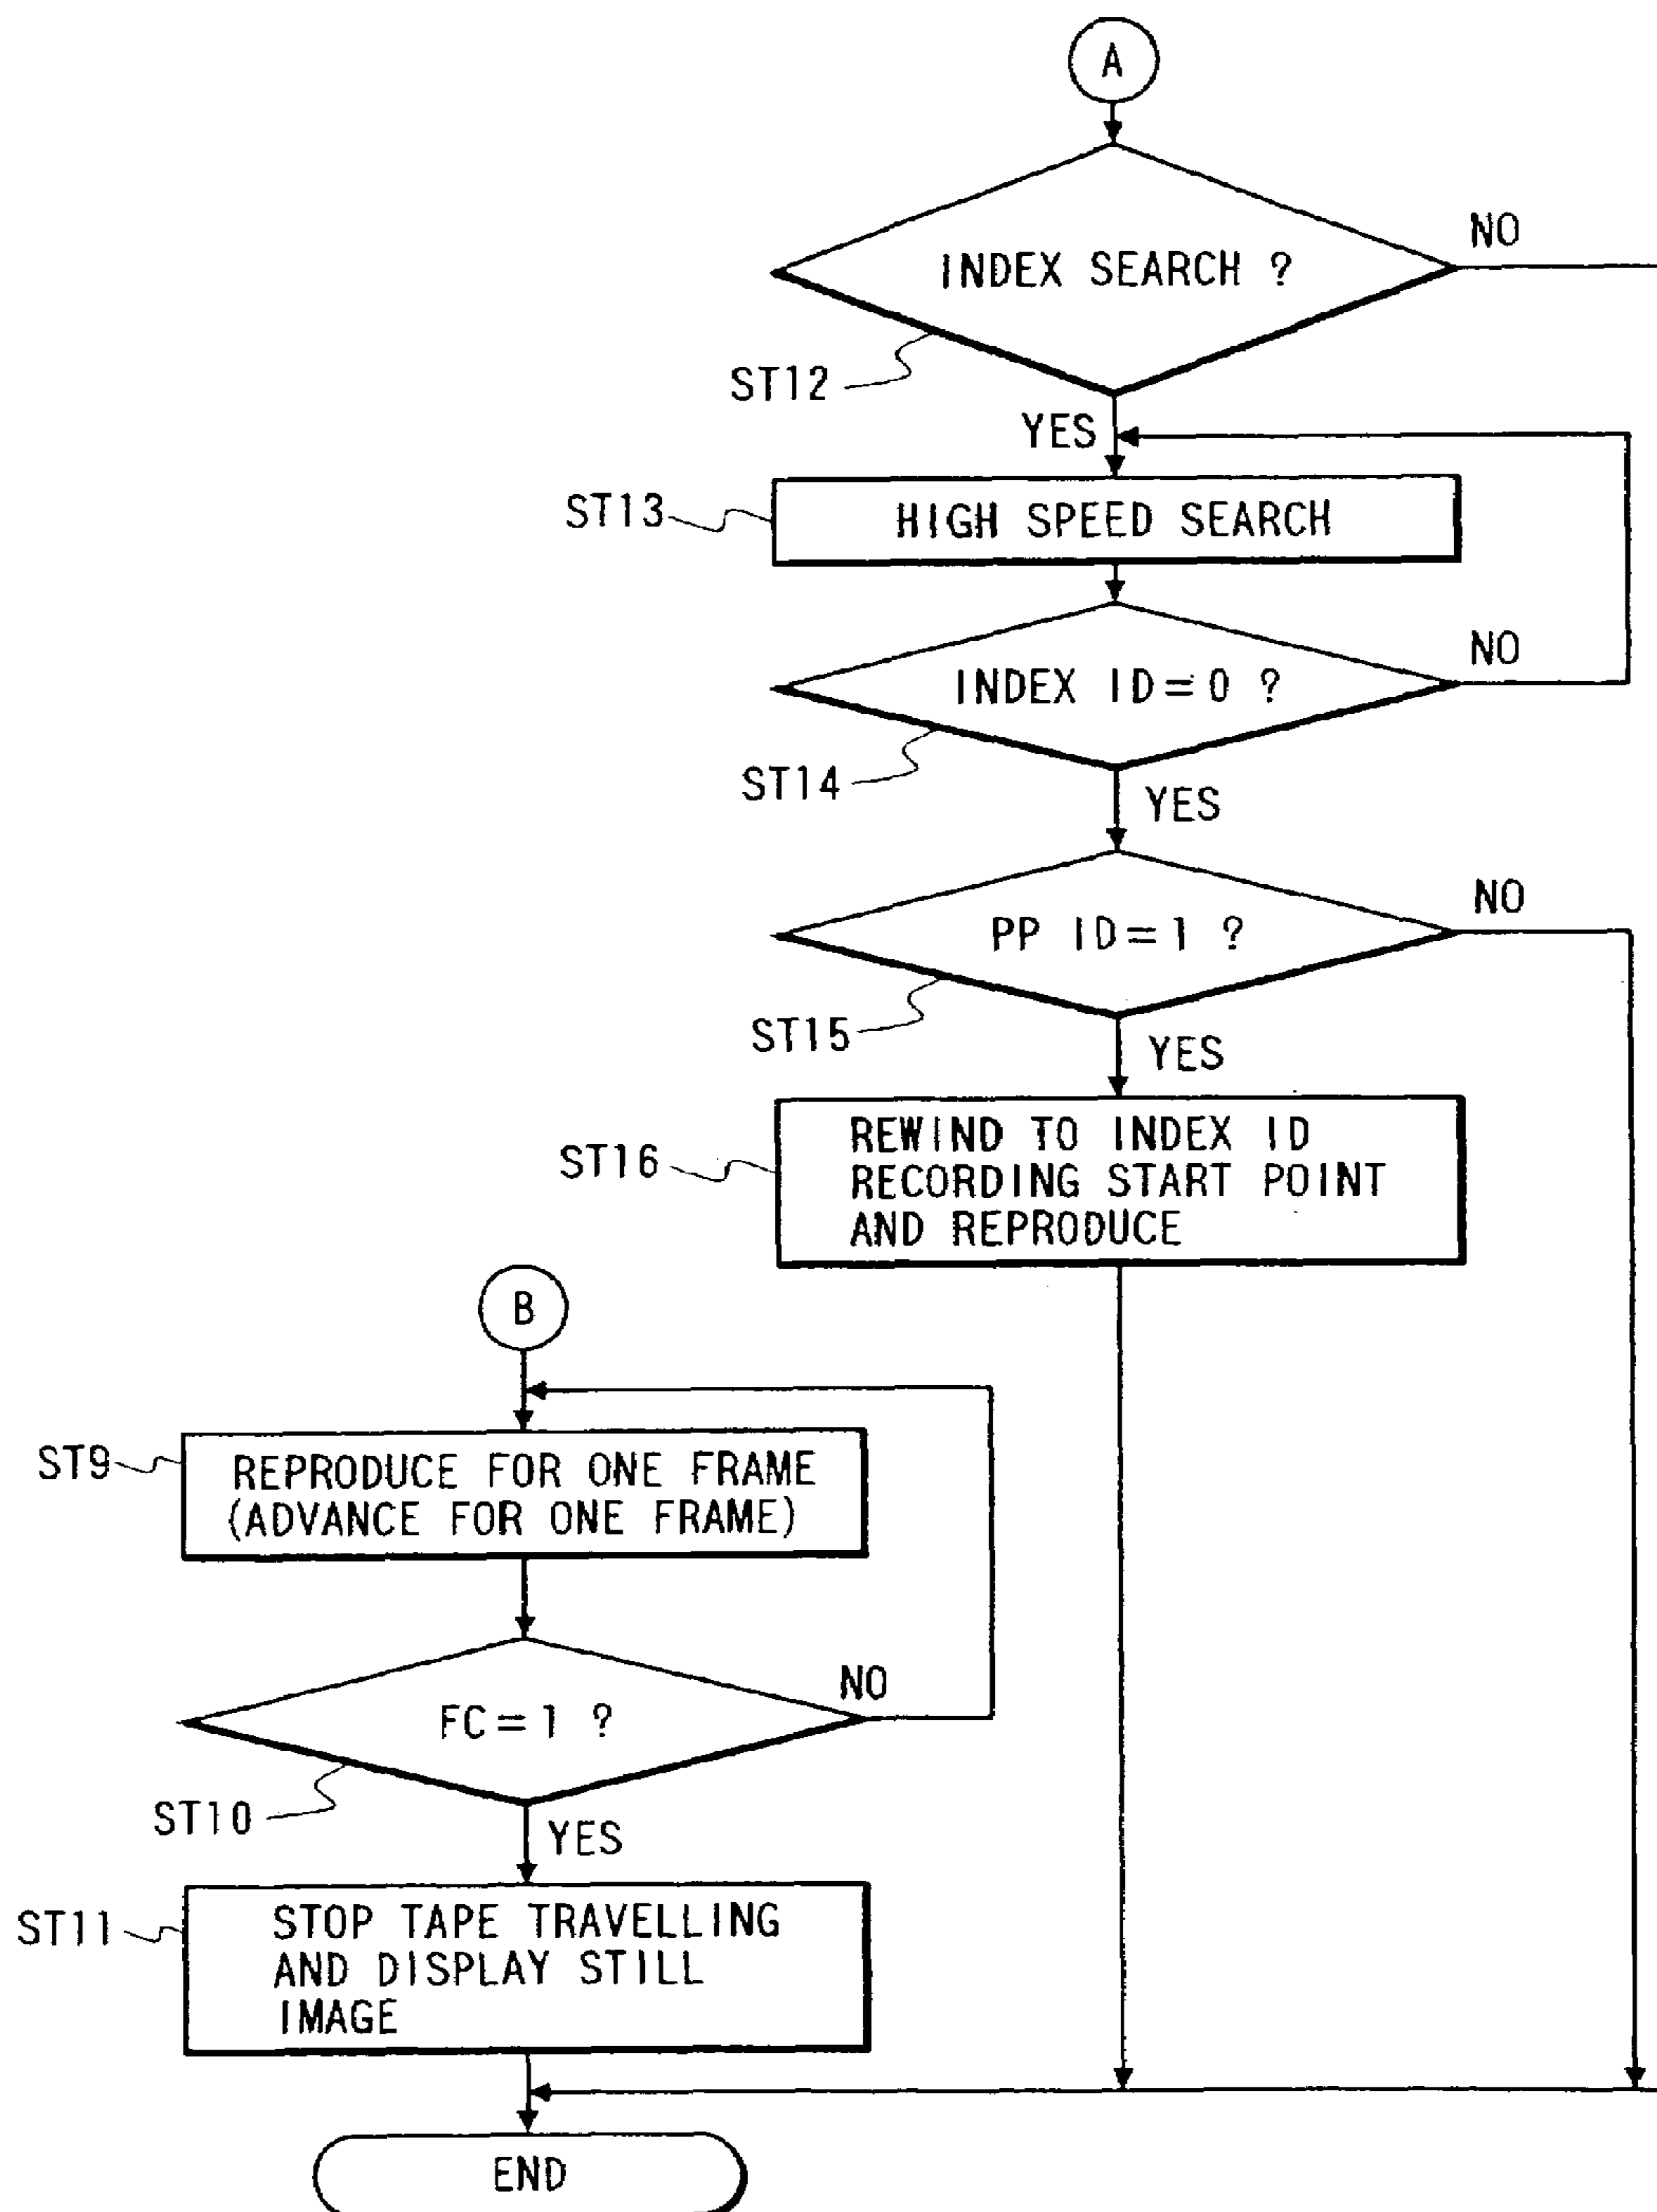 A
INDEX SEARCH ?
NO
ST12
YES
ST13
HIGH SPEED SEARCH
INDEX ID=0 ?
NO
ST14
YES
PP ID=1 ?
NO
ST15
YES
ST16
REWIND TO INDEX ID
RECORDING START POINT
AND REPRODUCE
B
ST9
REPRODUCE FOR ONE FRAME
(ADVANCE FOR ONE FRAME)
FC=1 ?
NO
ST10
YES
ST11
STOP TAPE TRAVELLING
AND DISPLAY STILL
IMAGE
END